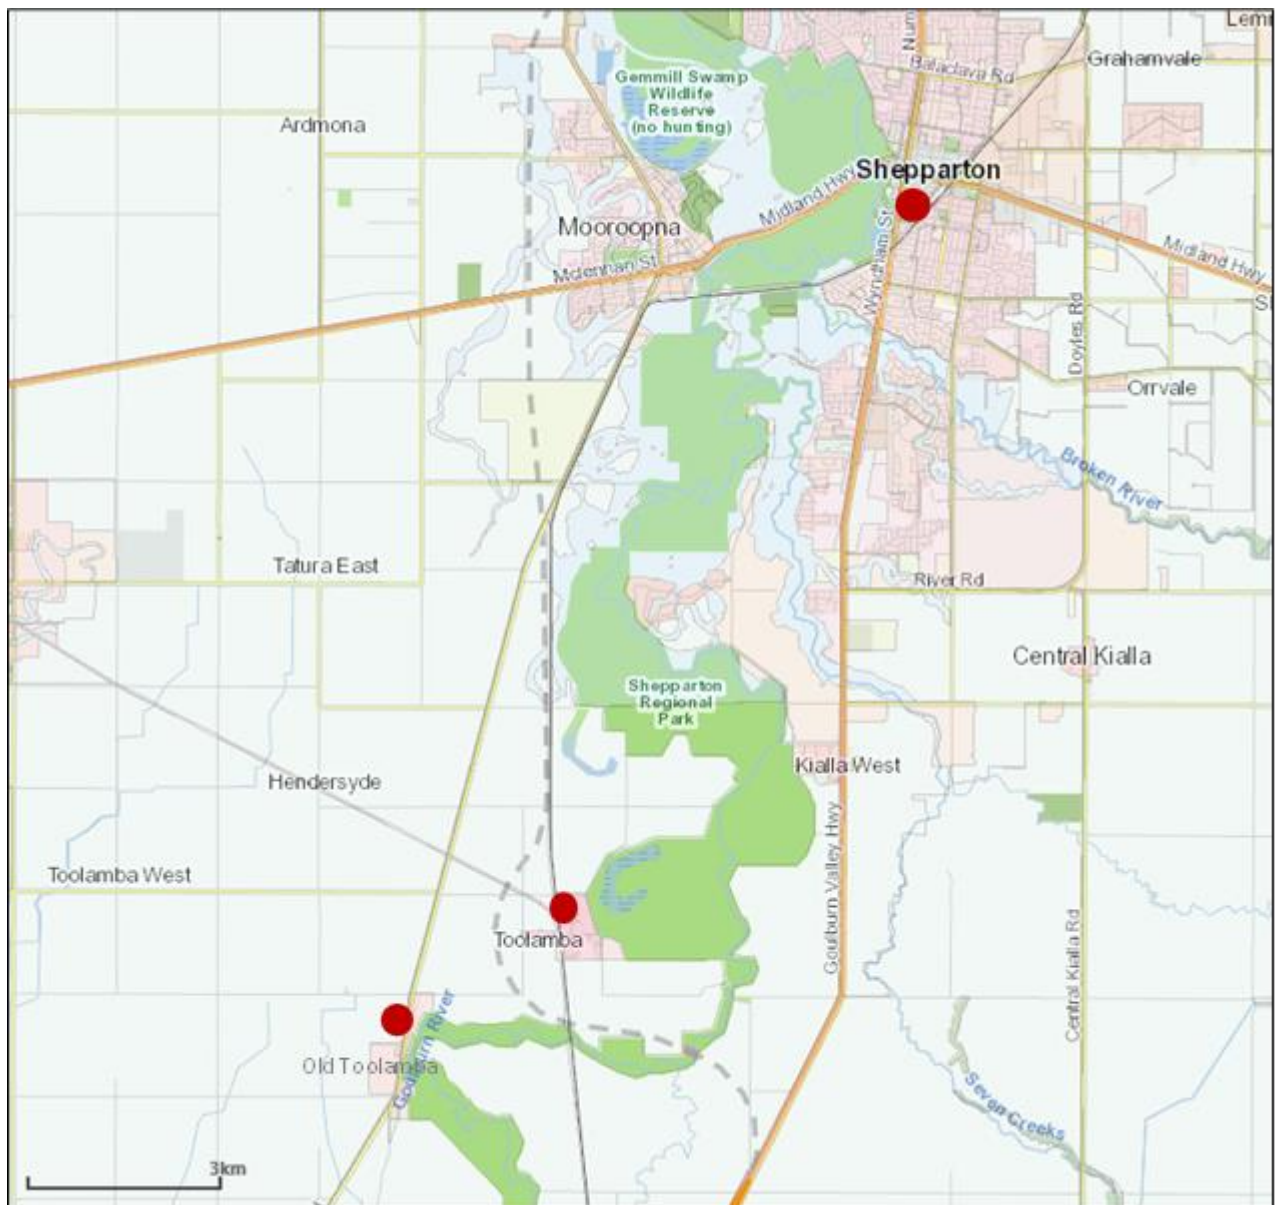 Lemn
Num
Grahamvale
Balaclava Rd
Gemmill Swamp
Wildlife
Reserve
(no hunting)
Ardmona
Shepparton
Midland Hwy
Mooroopna
Wyndham St
Midland Hwy
Mclennan St
Doyles Rd
Orrvale
Broken River
Tatura East
River Rd
Central Kialla
Shepparton
Regional
Park
Kialla West
Hendersyde
Toolamba West
Goulburn Valley Hwy
Toolamba
Central Kialla Rd
Goulburn River
Old Toolamba
Seven Creeks
3km